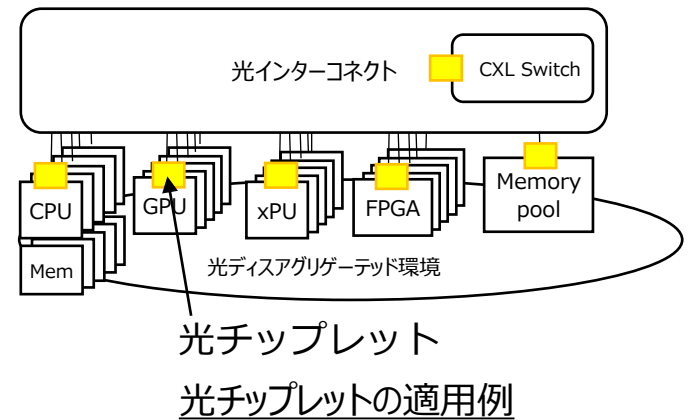 光インターコネクト
CXL Switch
CPU
GPU
xPU
FPGA
Memory
pool
Mem
光ディスアグリゲーテッド環境
光チップレット
光チップレットの適用例